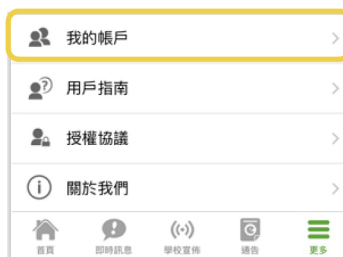 我的帳戶
用戶指南
授權協議
關於我們
首頁 即時訊息 學校宣佈 通告 更多